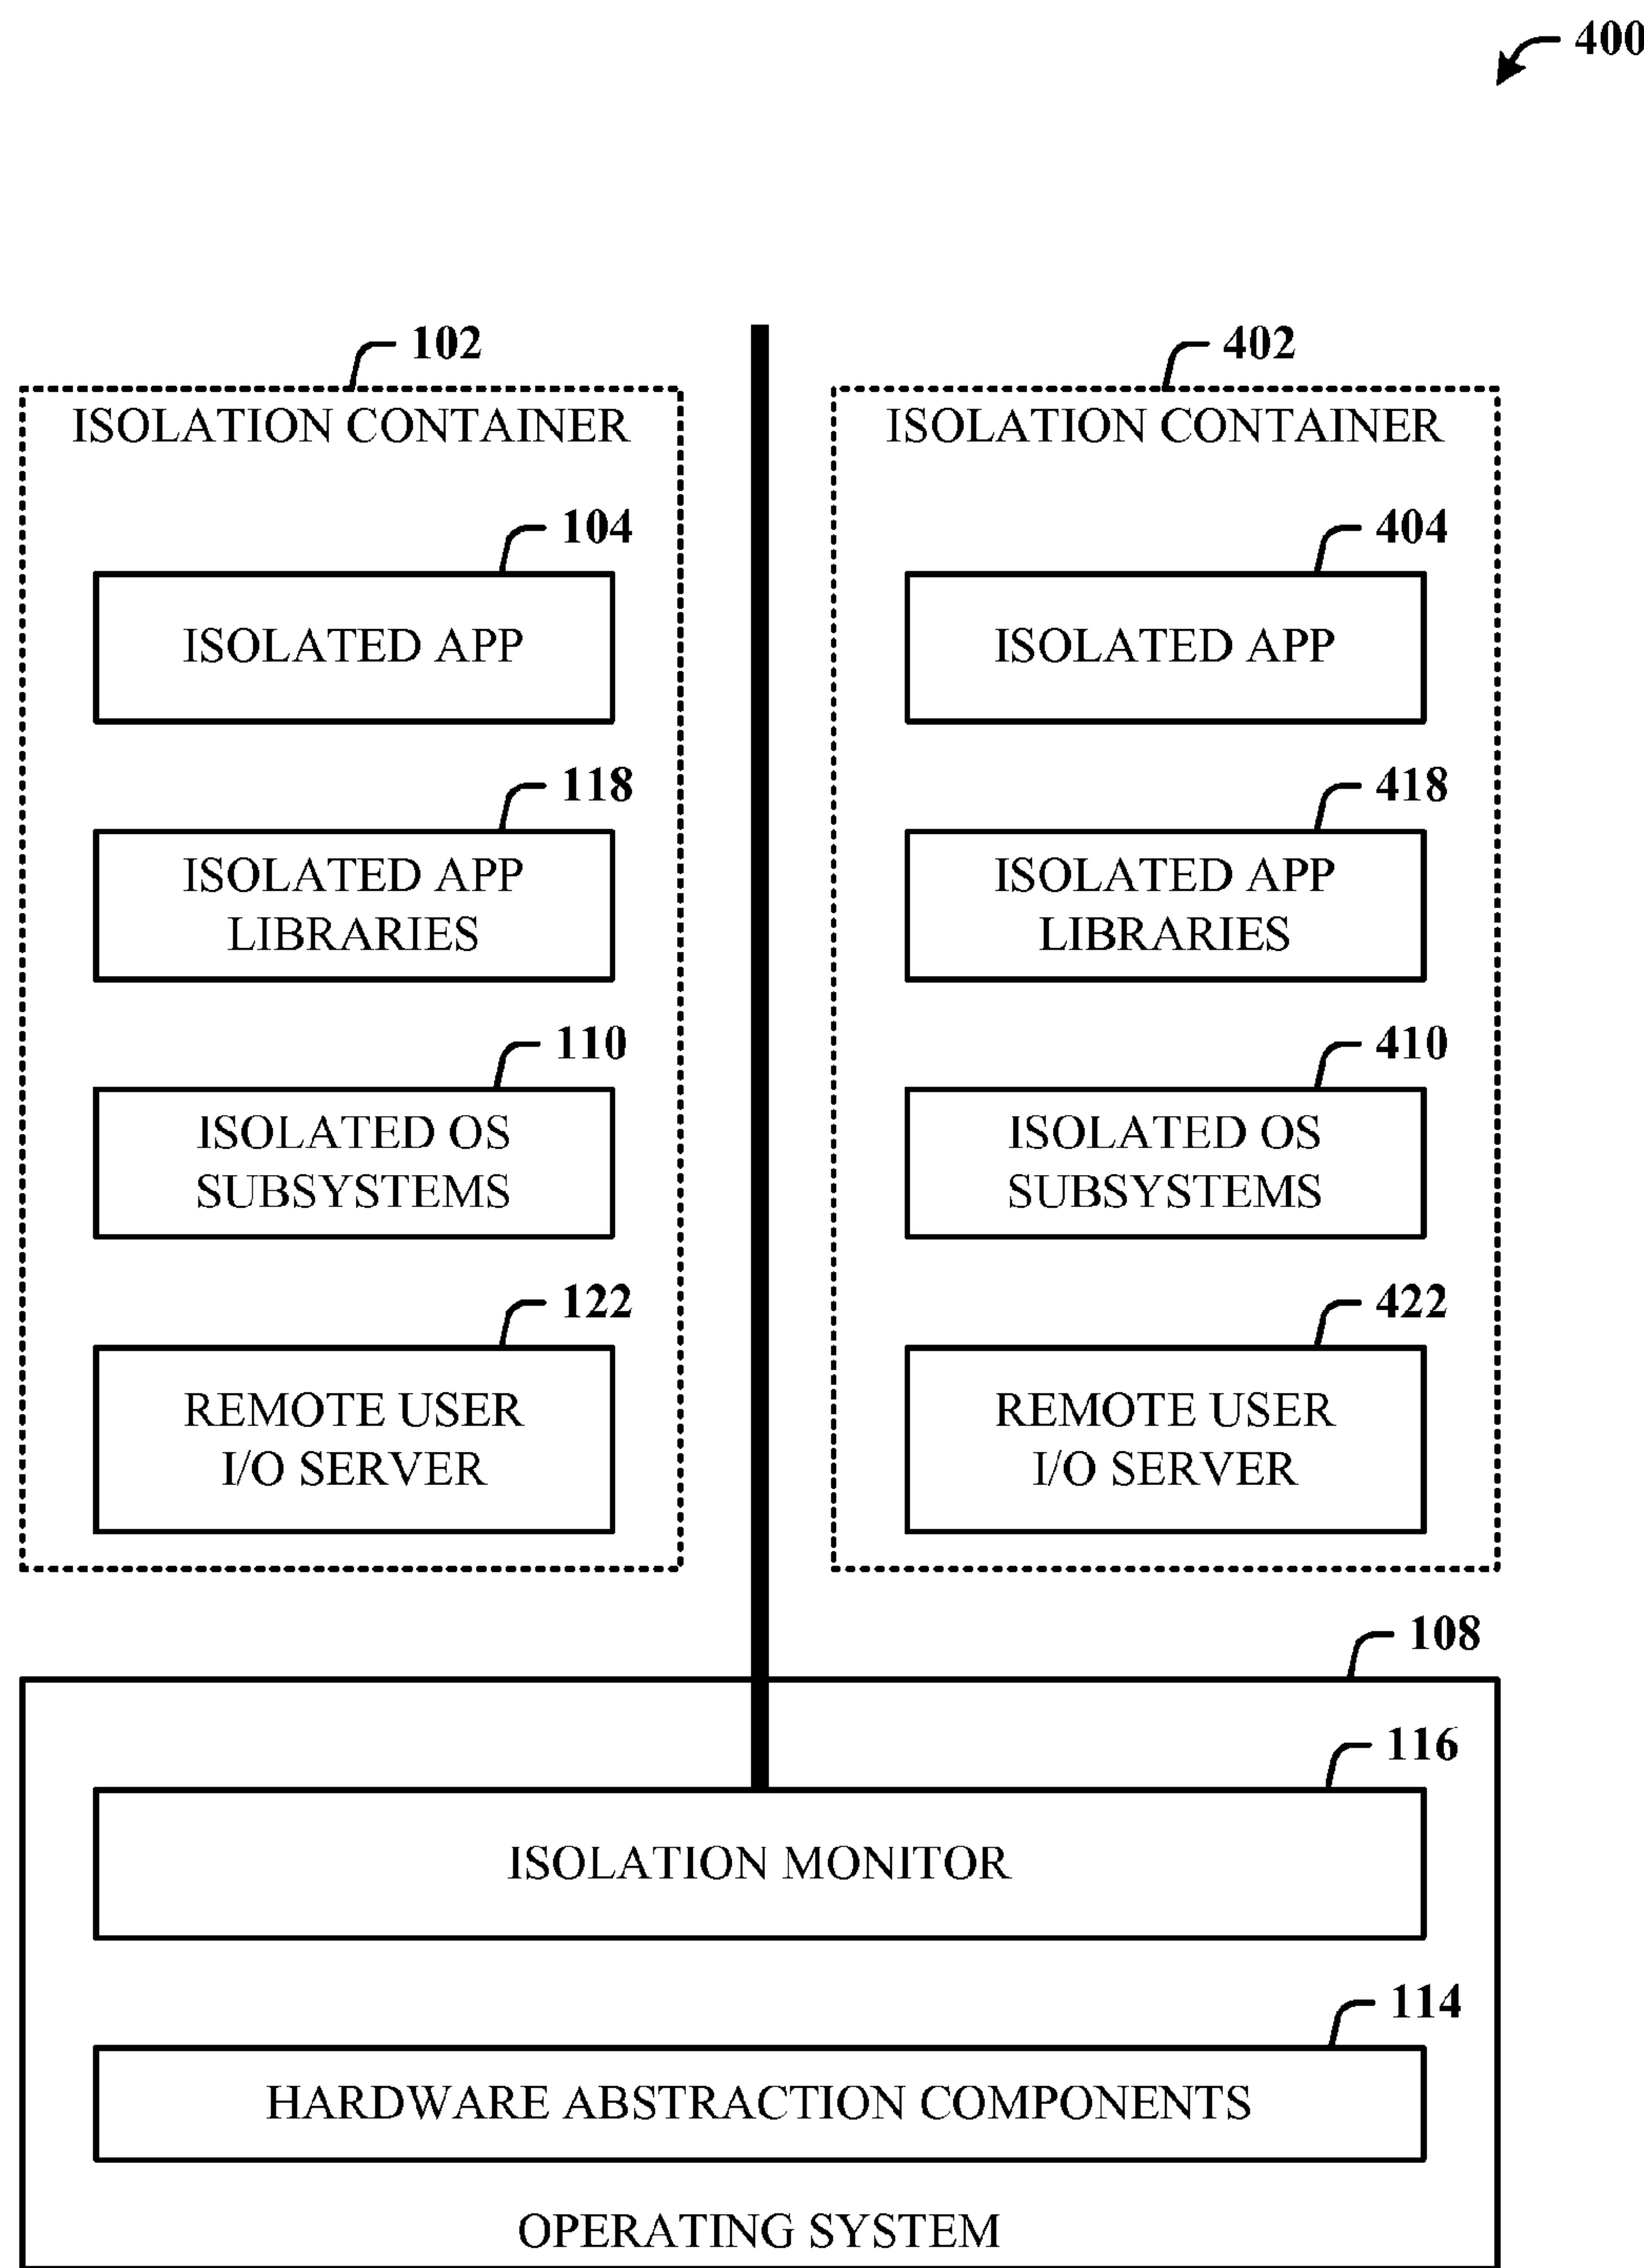 400
102
ISOLATION CONTAINER
104
ISOLATED APP
118
ISOLATED APP
LIBRARIES
110
ISOLATED OS
SUBSYSTEMS
122
REMOTE USER
I/O SERVER
402
ISOLATION CONTAINER
404
ISOLATED APP
418
ISOLATED APP
LIBRARIES
410
ISOLATED OS
SUBSYSTEMS
422
REMOTE USER
I/O SERVER
108
116
ISOLATION MONITOR
114
HARDWARE ABSTRACTION COMPONENTS
OPERATING SYSTEM